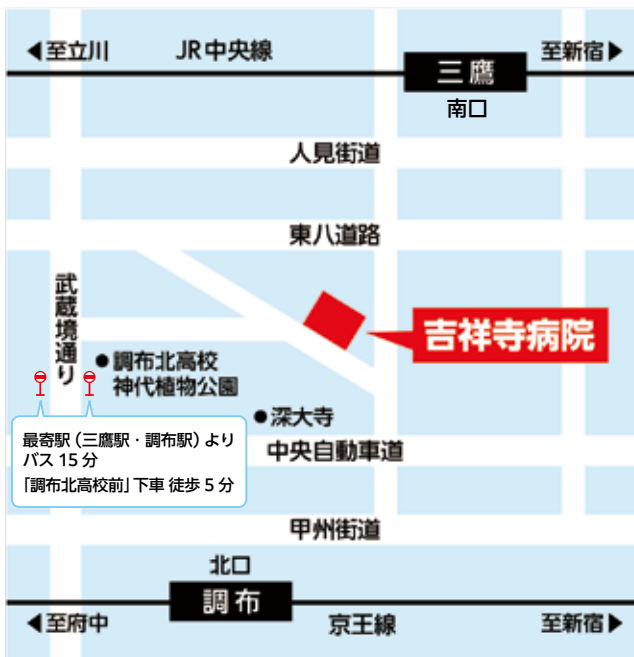 ◀至立川
JR中央線
三鷹
至新宿▶
南口
人見街道
東八道路
武蔵境通り
吉祥寺病院
●調布北高校
神代植物公園
●深大寺
最寄駅（三鷹駅・調布駅）より
バス 15 分
「調布北高校前」下車 徒歩 5 分
中央自動車道
甲州街道
北口
調布
◀至府中
京王線
至新宿▶